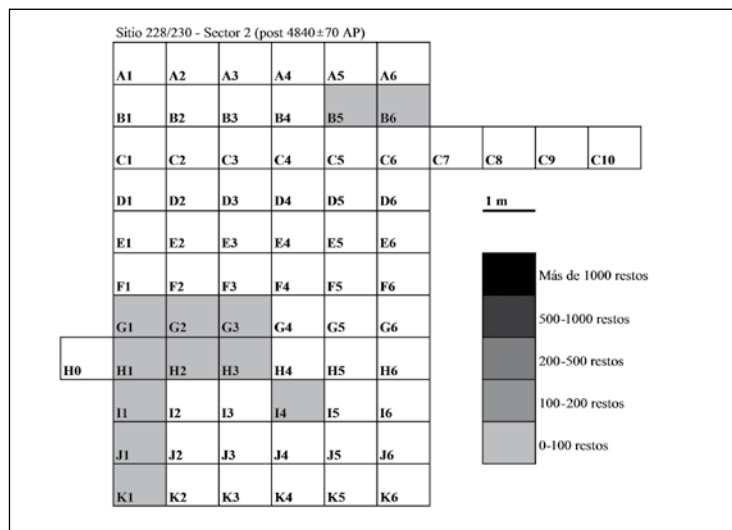 Sitio 228/230 - Sector 2 (post 4840±70 AP)
A1 A2 A3 A4 A5 A6
B1 B2 B3 B4 B5 B6
C1 C2 C3 C4 C5 C6 C7 C8 C9 C10
D1 D2 D3 D4 D5 D6
1 m
E1 E2 E3 E4 E5 E6
F1 F2 F3 F4 F5 F6
Más de 1000 restos
500-1000 restos
G1 G2 G3 G4 G5 G6
200-500 restos
H0 H1 H2 H3 H4 H5 H6
100-200 restos
I1 I2 I3 I4 I5 I6
0-100 restos
J1 J2 J3 J4 J5 J6
K1 K2 K3 K4 K5 K6